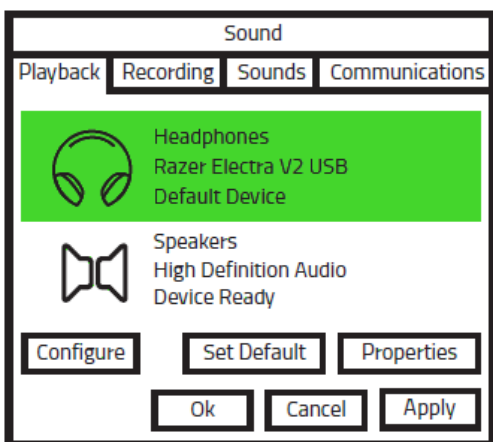 Sound
Playback Recording Sounds Communications
Headphones
Razer Electra V2 USB
Default Device
Speakers
High Definition Audio
Device Ready
Configure Set Default Properties
Ok Cancel Apply